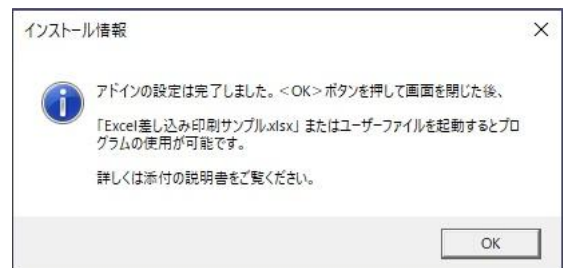 インストール情報
アドインの設定は完了しました。<OK>ボタンを押して画面を閉じた後、
「Excel差し込み印刷サンプル.xlsx」またはユーザーファイルを起動するとプロ
グラムの使用が可能です。
詳しくは添付の説明書をご覧ください。
OK